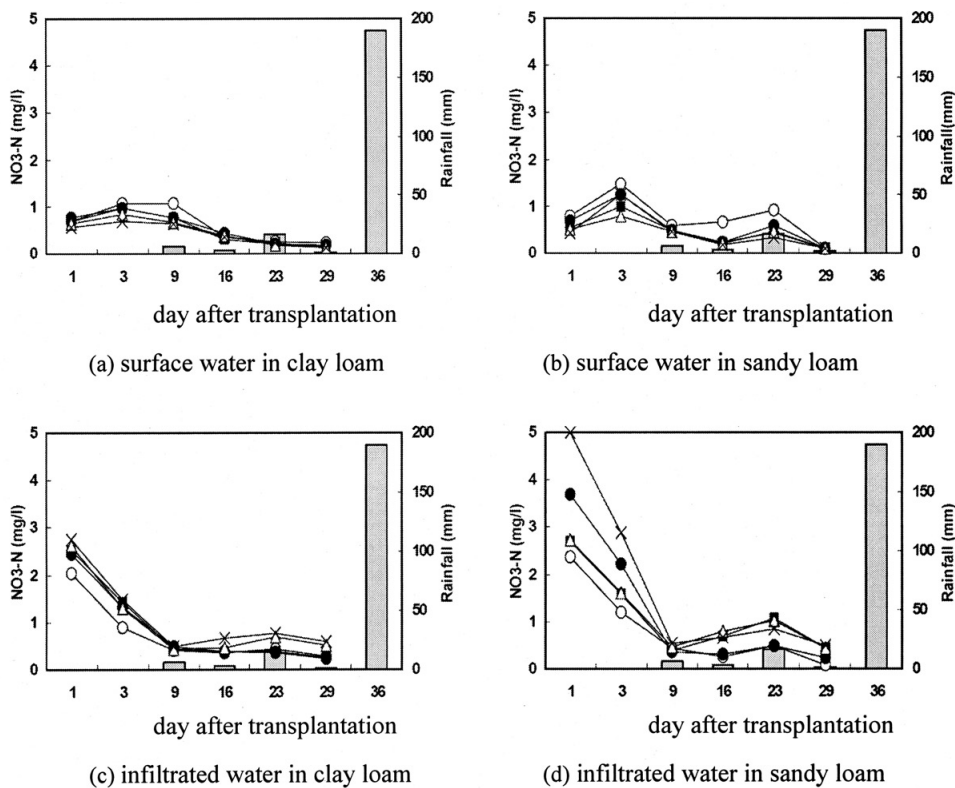 5 4 3 2 1 0
NO3-N (mg/l)
200 150 100 50 0
Rainfall (mm)
1 3 9 16 23 29 36
day after transplantation
(a) surface water in clay loam
5 4 3 2 1 0
NO3-N (mg/l)
200 150 100 50 0
Rainfall(mm)
1 3 9 16 23 29 36
day after transplantation
(b) surface water in sandy loam
5 4 3 2 1 0
NO3-N (mg/l)
200 150 100 50 0
Rainfall (mm)
1 3 9 16 23 29 36
day after transplantation
(c) infiltrated water in clay loam
5 4 3 2 1 0
NO3-N (mg/l)
200 150 100 50 0
Rainfall (mm)
1 3 9 16 23 29 36
day after transplantation
(d) infiltrated water in sandy loam